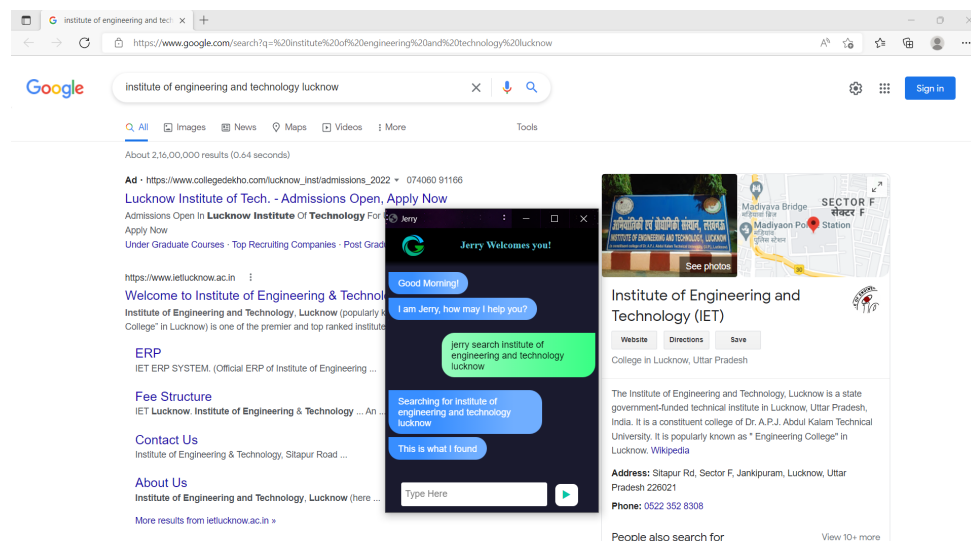 institute of engineering and tech
https://www.google.com/search?q=%20institute%20of%20engineering%20and%20technology%20lucknow
Google
institute of engineering and technology lucknow
Sign in
All
Images
News
Maps
Videos
More
Tools
About 2,16,00,000 results (0.64 seconds)
Ad · https://www.collegedekho.com/lucknow_inst/admissions_2022 074060 91166
Lucknow Institute of Tech. - Admissions Open, Apply Now
Admissions Open In Lucknow Institute Of Technology For
Apply Now
Under Graduate Courses · Top Recruiting Companies · Post Grad
https://www.ietlucknow.ac.in
Welcome to Institute of Engineering & Technol
Institute of Engineering and Technology, Lucknow (popularly k
College" in Lucknow) is one of the premier and top ranked institute
ERP
IET ERP SYSTEM. (Official ERP of Institute of Engineering ...
Fee Structure
IET Lucknow. Institute of Engineering & Technology ... An ...
Contact Us
Institute of Engineering & Technology, Sitapur Road ...
About Us
Institute of Engineering and Technology, Lucknow (here ...
More results from ietlucknow.ac.in »
Jerry
Jerry Welcomes you!
Good Morning!
I am Jerry, how may I help you?
jerry search institute of
engineering and technology
lucknow
Searching for institute of
engineering and technology
lucknow
This is what I found
Type Here
अभियांत्रिकी एवं प्रौद्योगिकी संस्थान, लखनऊ
INSTITUTE OF ENGINEERING AND TECHNOLOGY, LUCKNOW
See photos
Madivaya Bridge
SECTOR F
सेक्टर F
Madiyaon Pol
Station
30
Institute of Engineering and
Technology (IET)
Website
Directions
Save
College in Lucknow, Uttar Pradesh
The Institute of Engineering and Technology, Lucknow is a state
government-funded technical institute in Lucknow, Uttar Pradesh,
India. It is a constituent college of Dr. A.P.J. Abdul Kalam Technical
University. It is popularly known as " Engineering College" in
Lucknow. Wikipedia
Address: Sitapur Rd, Sector F, Jankipuram, Lucknow, Uttar
Pradesh 226021
Phone: 0522 352 8308
People also search for
View 10+ more